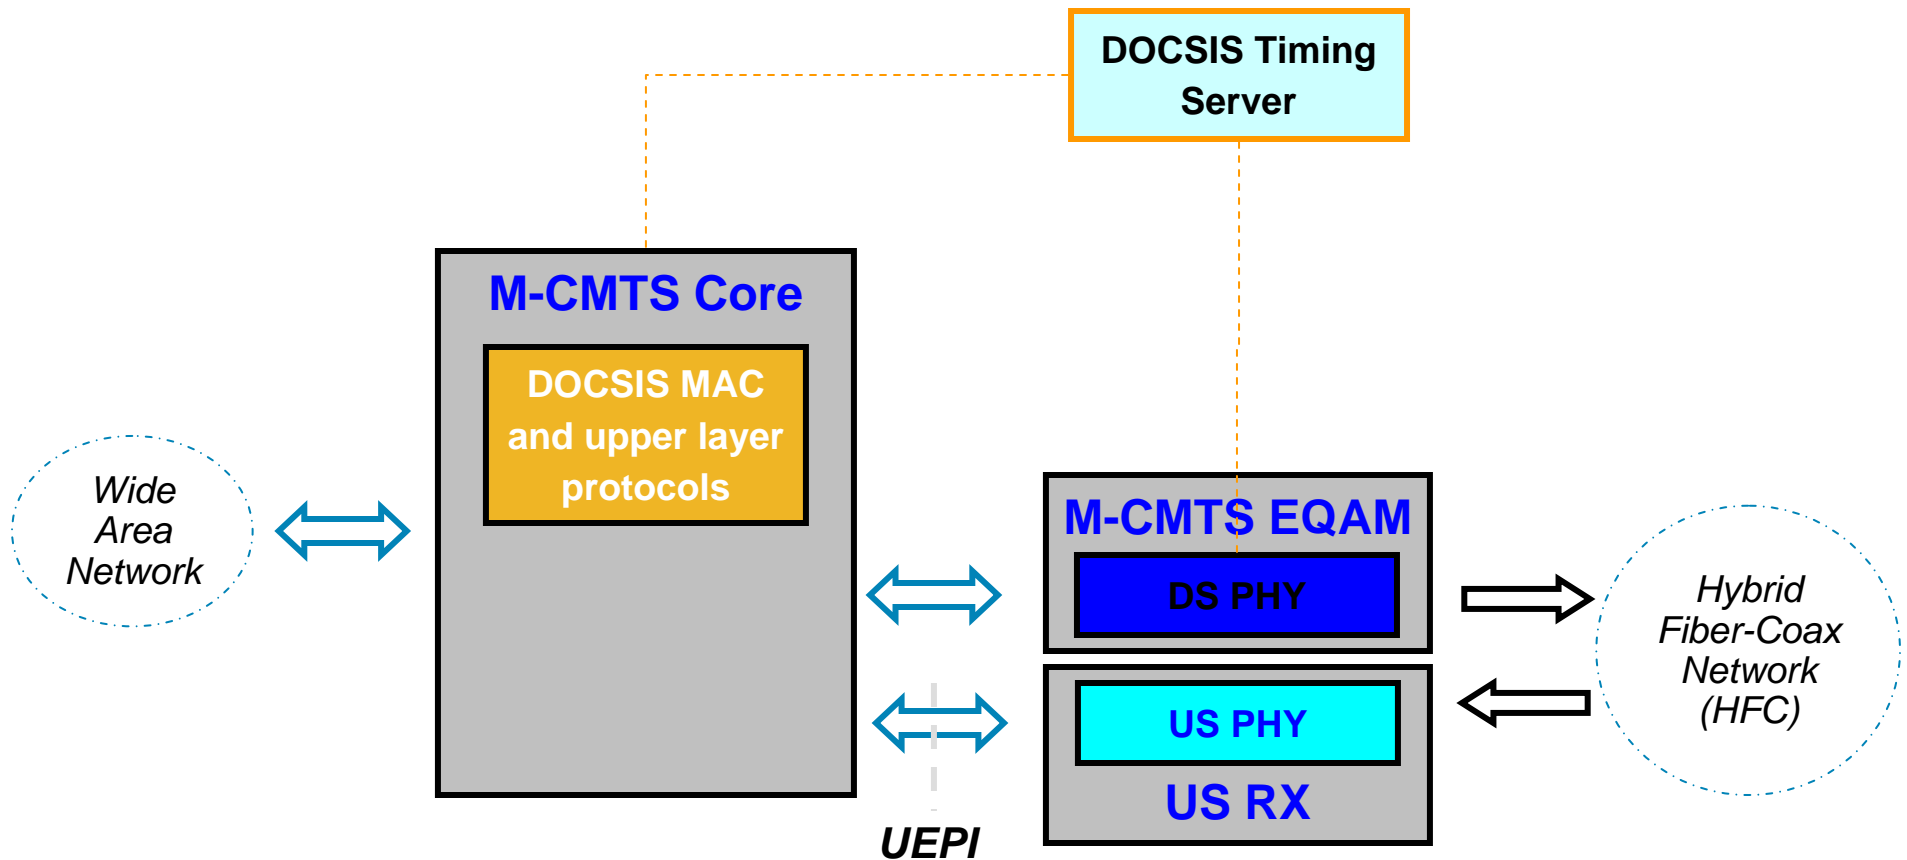 DOCSIS Timing
Server
M-CMTS Core
DOCSIS MAC
and upper layer
protocols
Wide
Area
Network
M-CMTS EQAM
DS PHY
US PHY
US RX
UEPI
Hybrid
Fiber-Coax
Network
(HFC)